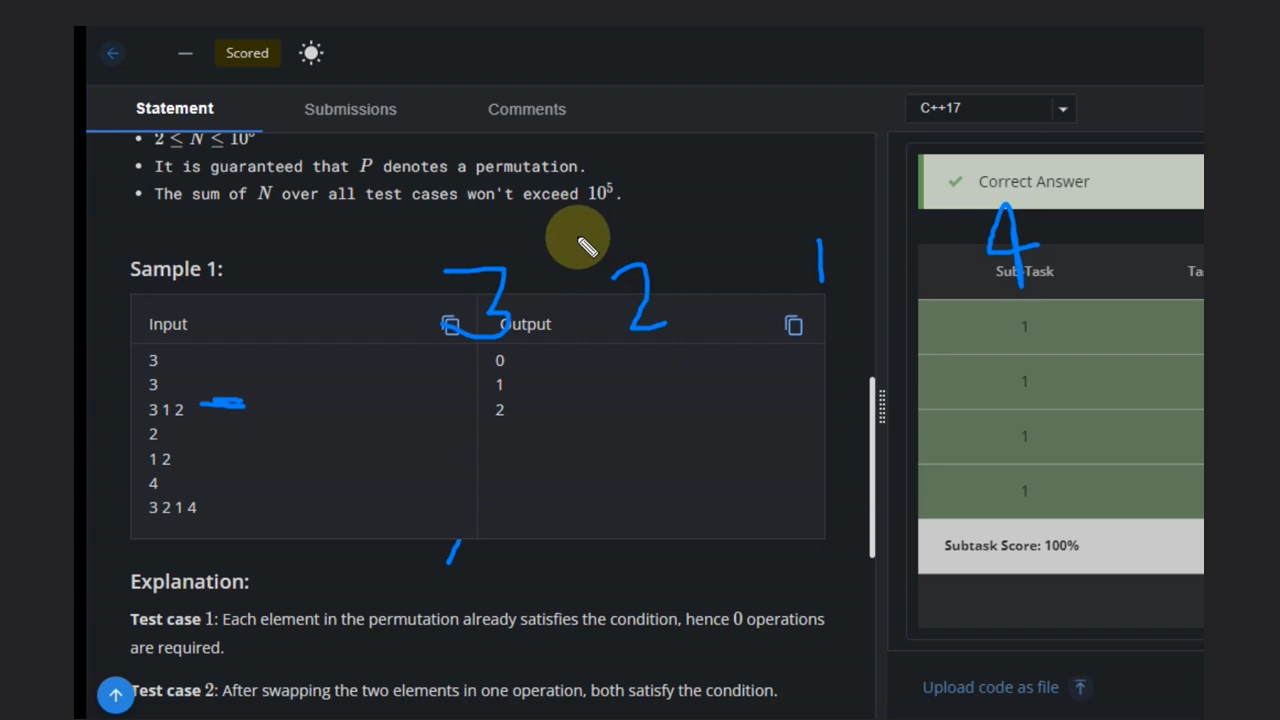 Scored
Statement Submissions Comments
C++17
• 2 ≤ N ≤ 10⁵
• It is guaranteed that P denotes a permutation.
• The sum of N over all test cases won't exceed 10⁵.
Correct Answer
4
Sample 1:
3 2 1
Sub-Task Ta
Input Output
3 0
3 1
3 1 2 2
2
1 2
4
3 2 1 4
1
1
1
1
Subtask Score: 100%
Explanation:
Test case 1: Each element in the permutation already satisfies the condition, hence 0 operations
are required.
Test case 2: After swapping the two elements in one operation, both satisfy the condition.
Upload code as file